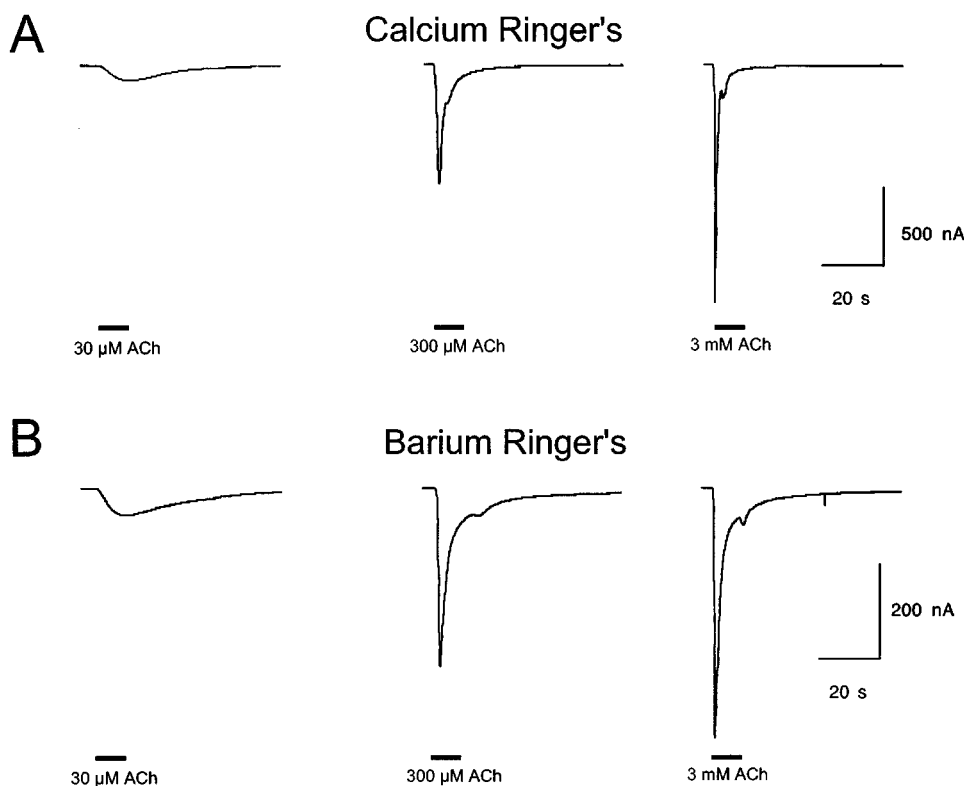 A
Calcium Ringer's
500 nA
20 s
30 µM ACh
300 µM ACh
3 mM ACh
B
Barium Ringer's
200 nA
20 s
30 µM ACh
300 µM ACh
3 mM ACh